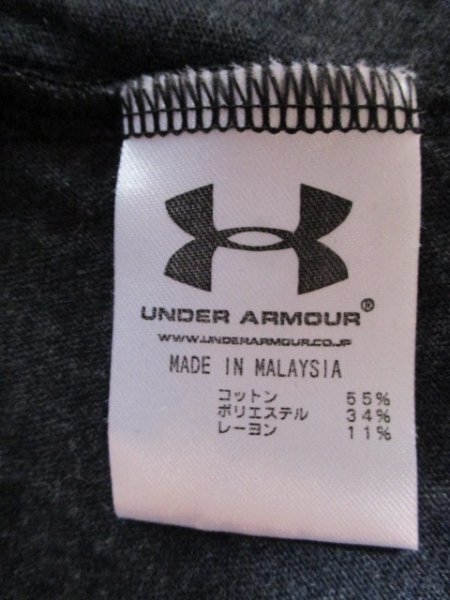 UNDER ARMOUR®
WWW.UNDERARMOUR.CO.JP
MADE IN MALAYSIA
コットン 55%
ポリエステル 34%
レーヨン 11%